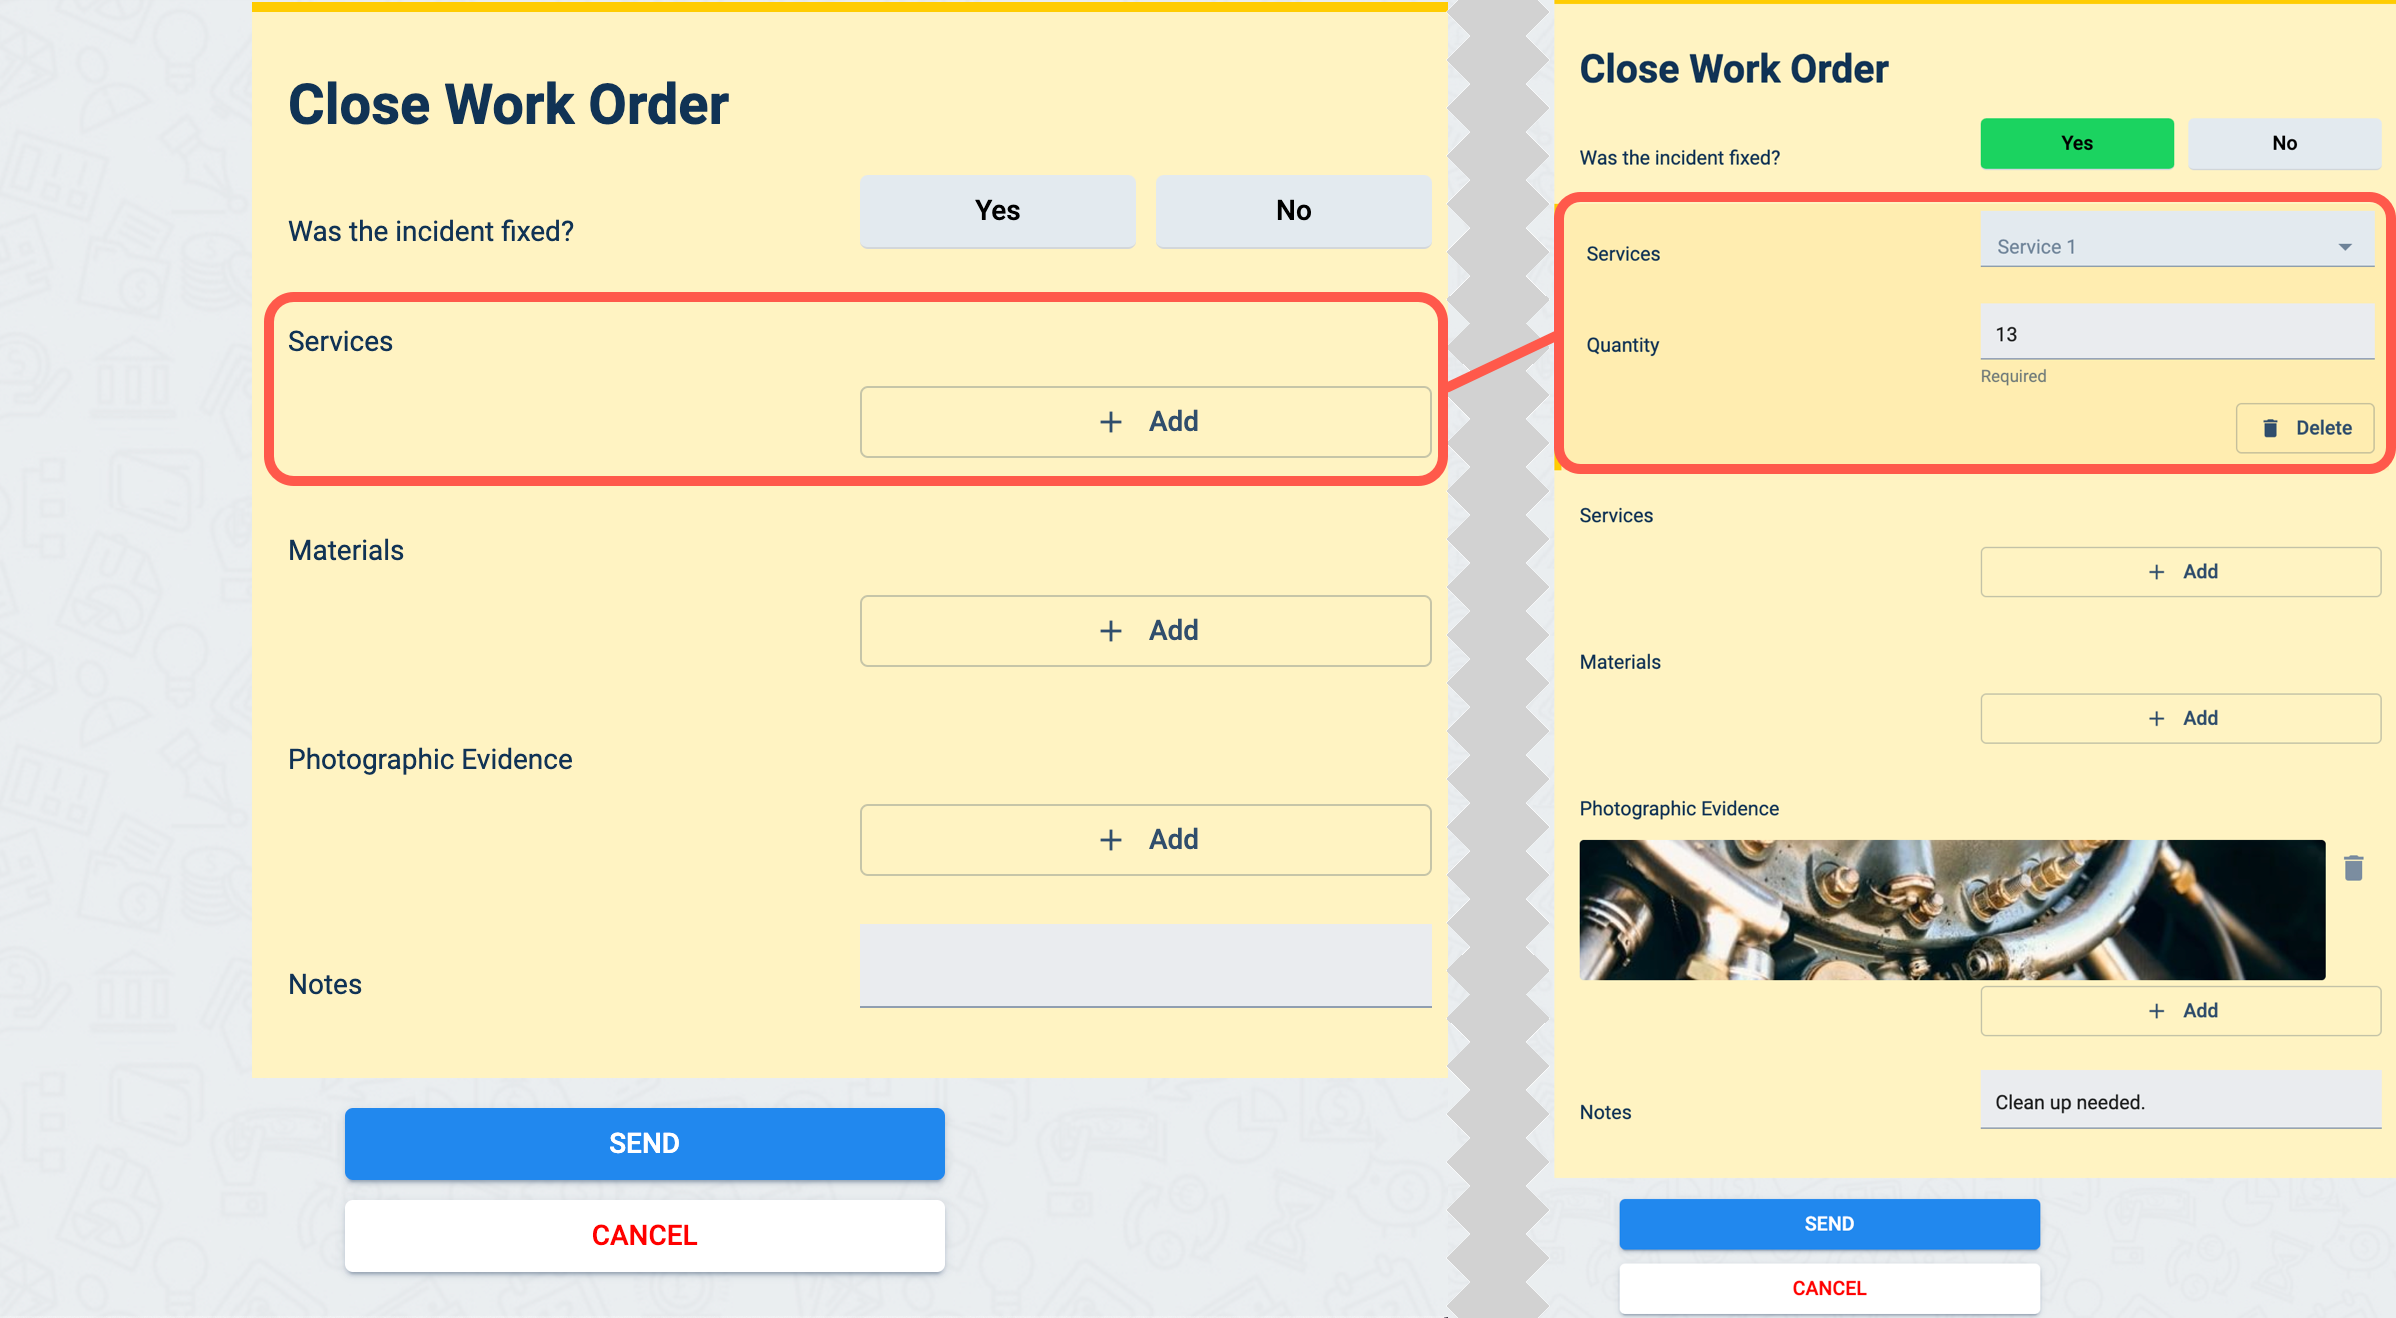 Close Work Order
Was the incident fixed?
Yes
No
Services
+ Add
Materials
+ Add
Photographic Evidence
+ Add
Notes
SEND
CANCEL
Close Work Order
Was the incident fixed?
Yes
No
Services
Service 1
Quantity
13
Required
Delete
Services
+ Add
Materials
+ Add
Photographic Evidence
+ Add
Notes
Clean up needed.
SEND
CANCEL